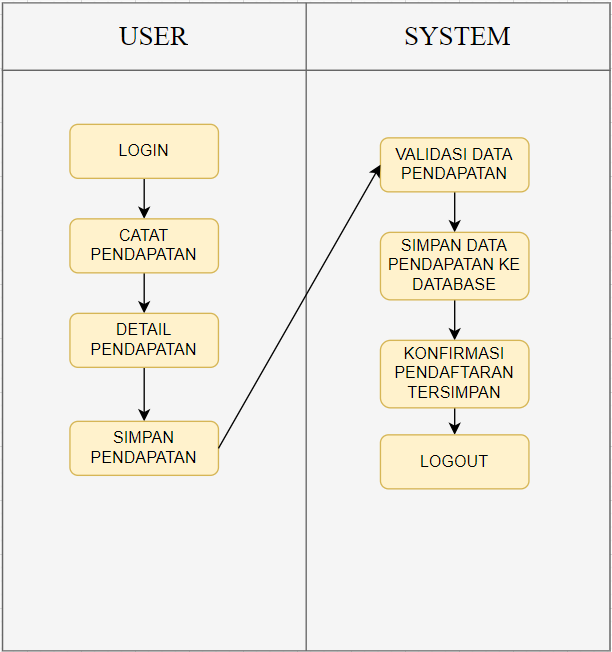 USER
SYSTEM
LOGIN
CATAT
PENDAPATAN
DETAIL
PENDAPATAN
SIMPAN
PENDAPATAN
VALIDASI DATA
PENDAPATAN
SIMPAN DATA
PENDAPATAN KE
DATABASE
KONFIRMASI
PENDAFTARAN
TERSIMPAN
LOGOUT